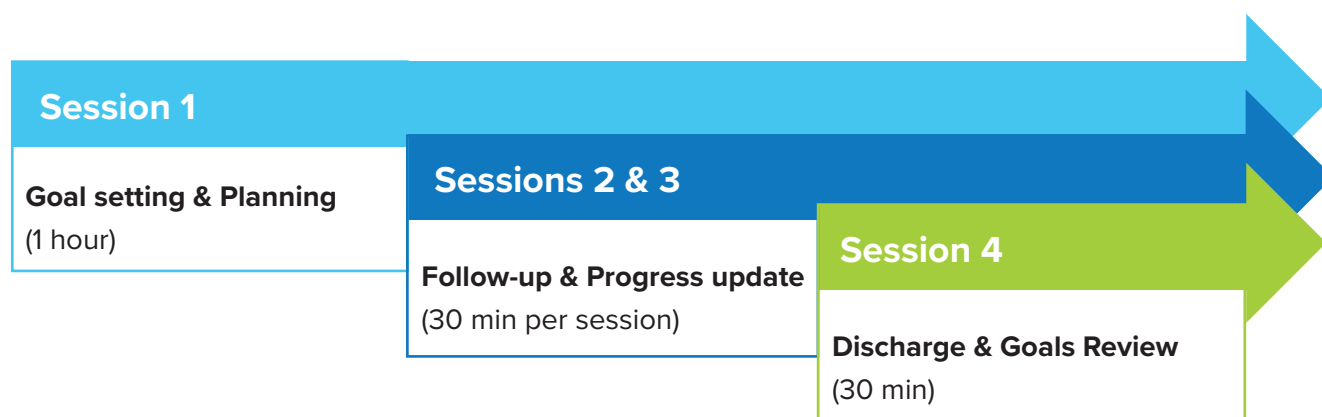 Session 1
Goal setting & Planning
(1 hour)
Sessions 2 & 3
Follow-up & Progress update
(30 min per session)
Session 4
Discharge & Goals Review
(30 min)